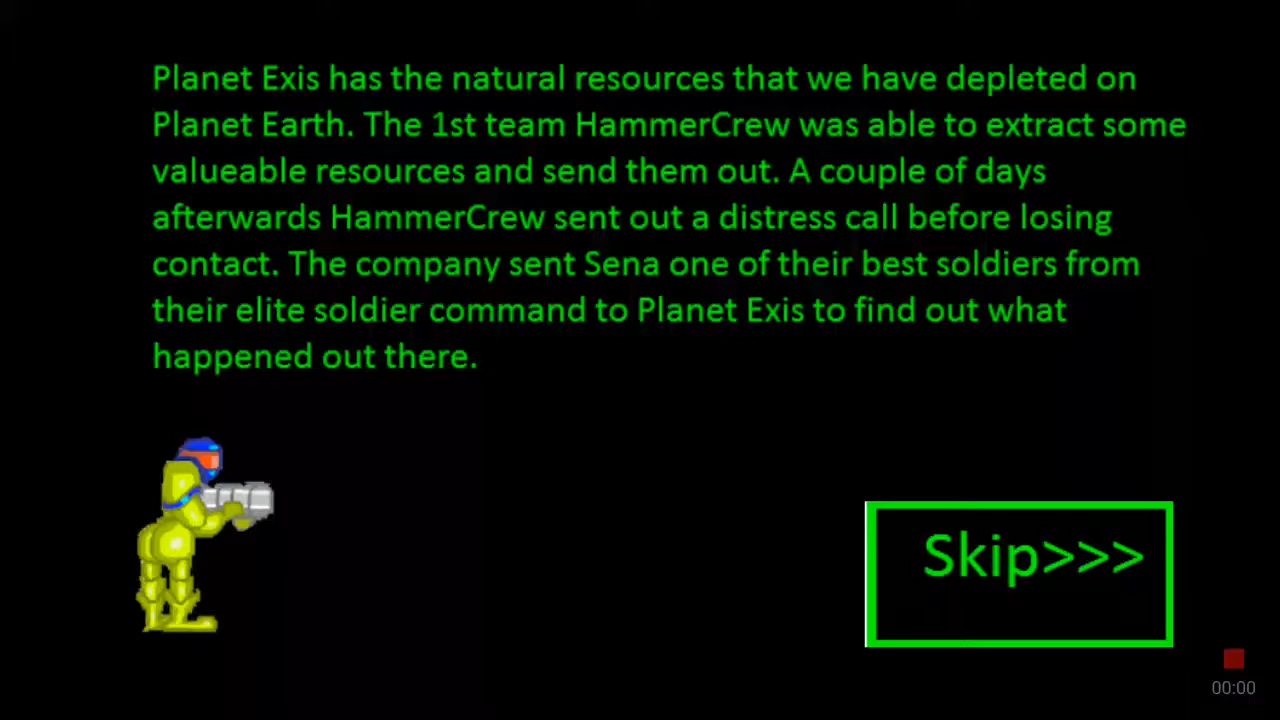 Planet Exis has the natural resources that we have depleted on
Planet Earth. The 1st team HammerCrew was able to extract some
valueable resources and send them out. A couple of days
afterwards HammerCrew sent out a distress call before losing
contact. The company sent Sena one of their best soldiers from
their elite soldier command to Planet Exis to find out what
happened out there.
Skip>>>
00:00